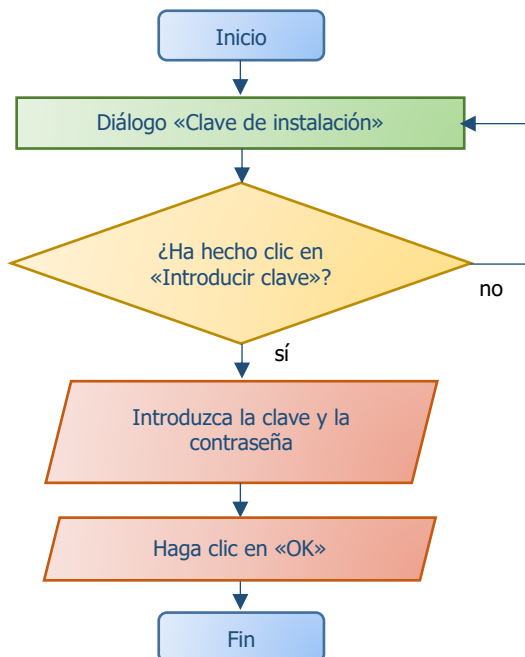 Inicio
Diálogo «Clave de instalación»
¿Ha hecho clic en
«Introducir clave»?
no
sí
Introduzca la clave y la
contraseña
Haga clic en «OK»
Fin